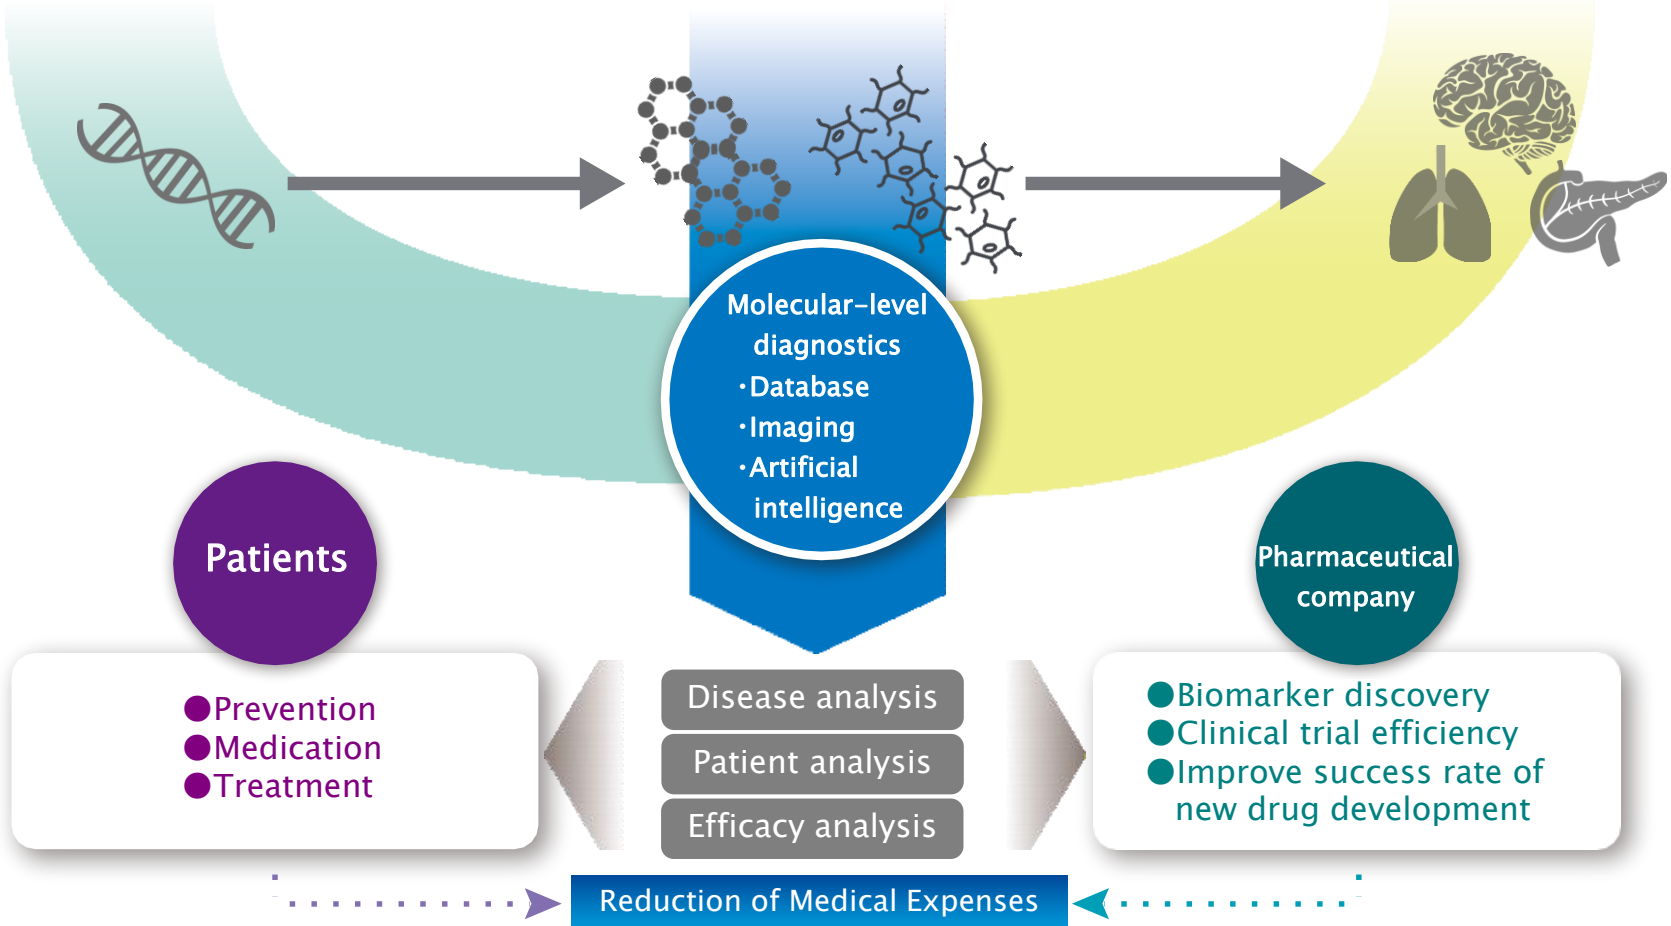 Molecular-level
diagnostics
・Database
・Imaging
・Artificial
intelligence
Patients
●Prevention
●Medication
●Treatment
Disease analysis
Patient analysis
Efficacy analysis
Pharmaceutical
company
●Biomarker discovery
●Clinical trial efficiency
●Improve success rate of
new drug development
Reduction of Medical Expenses